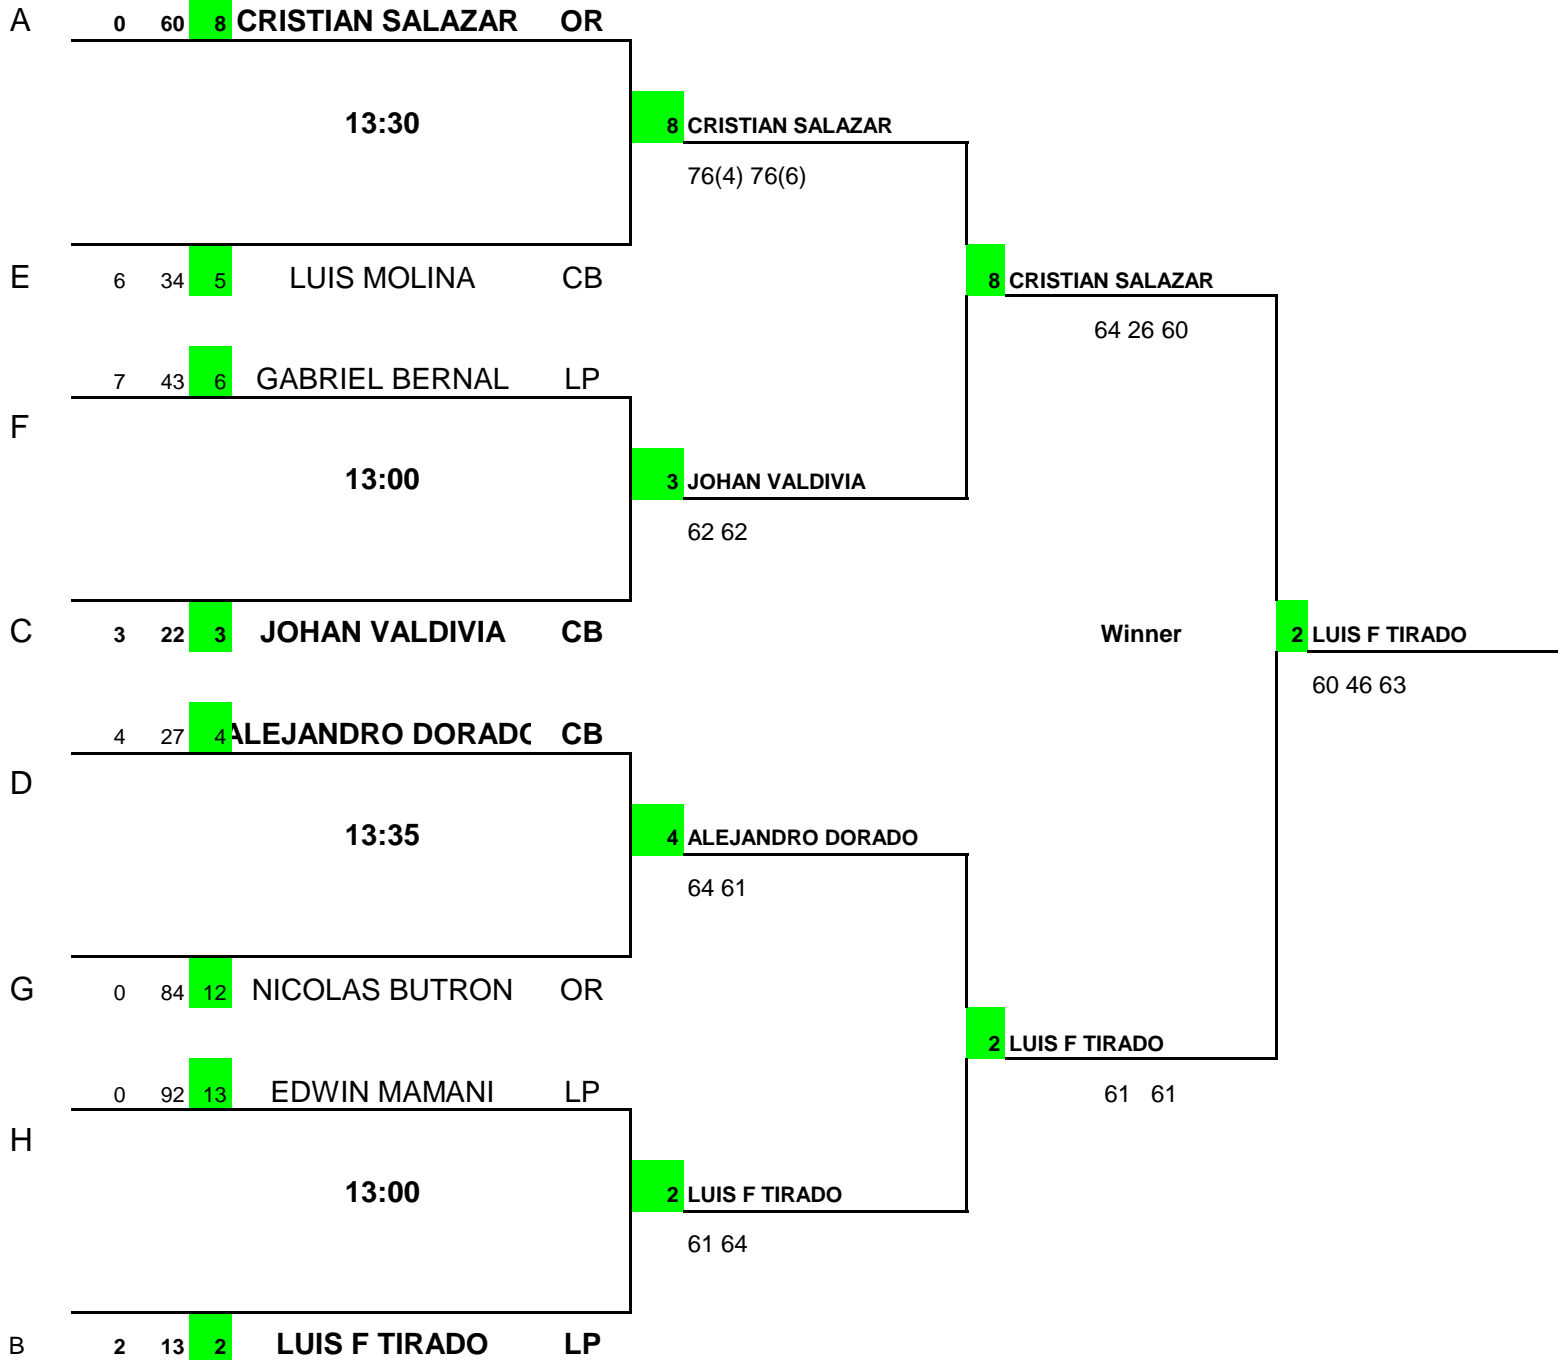 A 0 60 8 CRISTIAN SALAZAR OR
13:30
8 CRISTIAN SALAZAR
76(4) 76(6)
E 6 34 5 LUIS MOLINA CB
8 CRISTIAN SALAZAR
64 26 60
7 43 6 GABRIEL BERNAL LP
F
13:00
3 JOHAN VALDIVIA
62 62
C 3 22 3 JOHAN VALDIVIA CB
Winner
2 LUIS F TIRADO
60 46 63
4 27 4 ALEJANDRO DORADO CB
D
13:35
4 ALEJANDRO DORADO
64 61
G 0 84 12 NICOLAS BUTRON OR
2 LUIS F TIRADO
61 61
0 92 13 EDWIN MAMANI LP
H
13:00
2 LUIS F TIRADO
61 64
B 2 13 2 LUIS F TIRADO LP